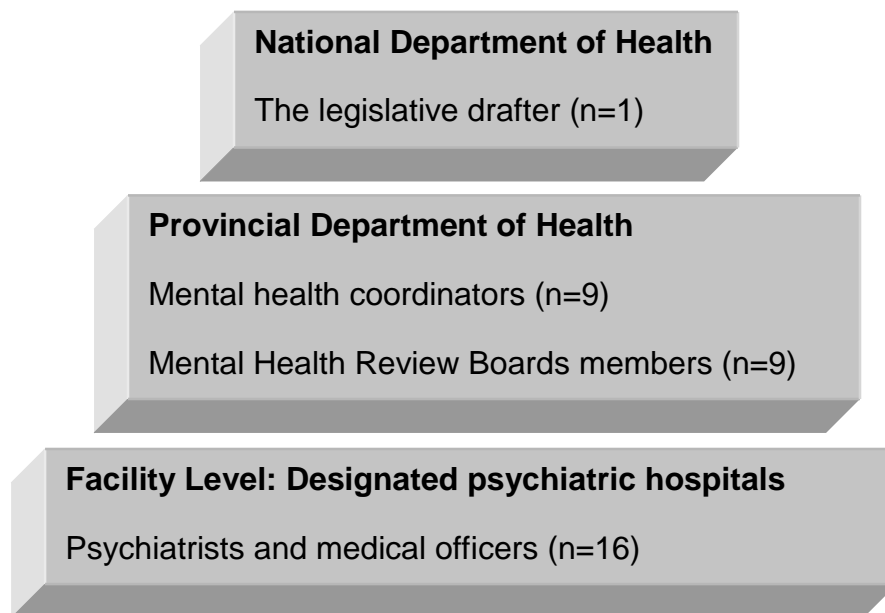 National Department of Health
The legislative drafter (n=1)
Provincial Department of Health
Mental health coordinators (n=9)
Mental Health Review Boards members (n=9)
Facility Level: Designated psychiatric hospitals
Psychiatrists and medical officers (n=16)